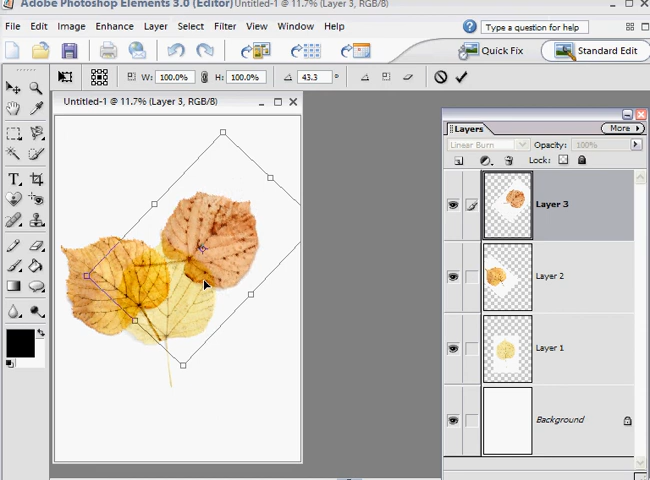 Adobe Photoshop Elements 3.0 (Editor) Untitled-1 @ 11.7% (Layer 3, RGB/8)
File Edit Image Enhance Layer Select Filter View Window Help
Type a question for help
Quick Fix Standard Edit
W: 100.0% H: 100.0% 43.3 °
Untitled-1 @ 11.7% (Layer 3, RGB/8)
Layers More
Linear Burn Opacity: 100%
Lock:
Layer 3
Layer 2
Layer 1
Background